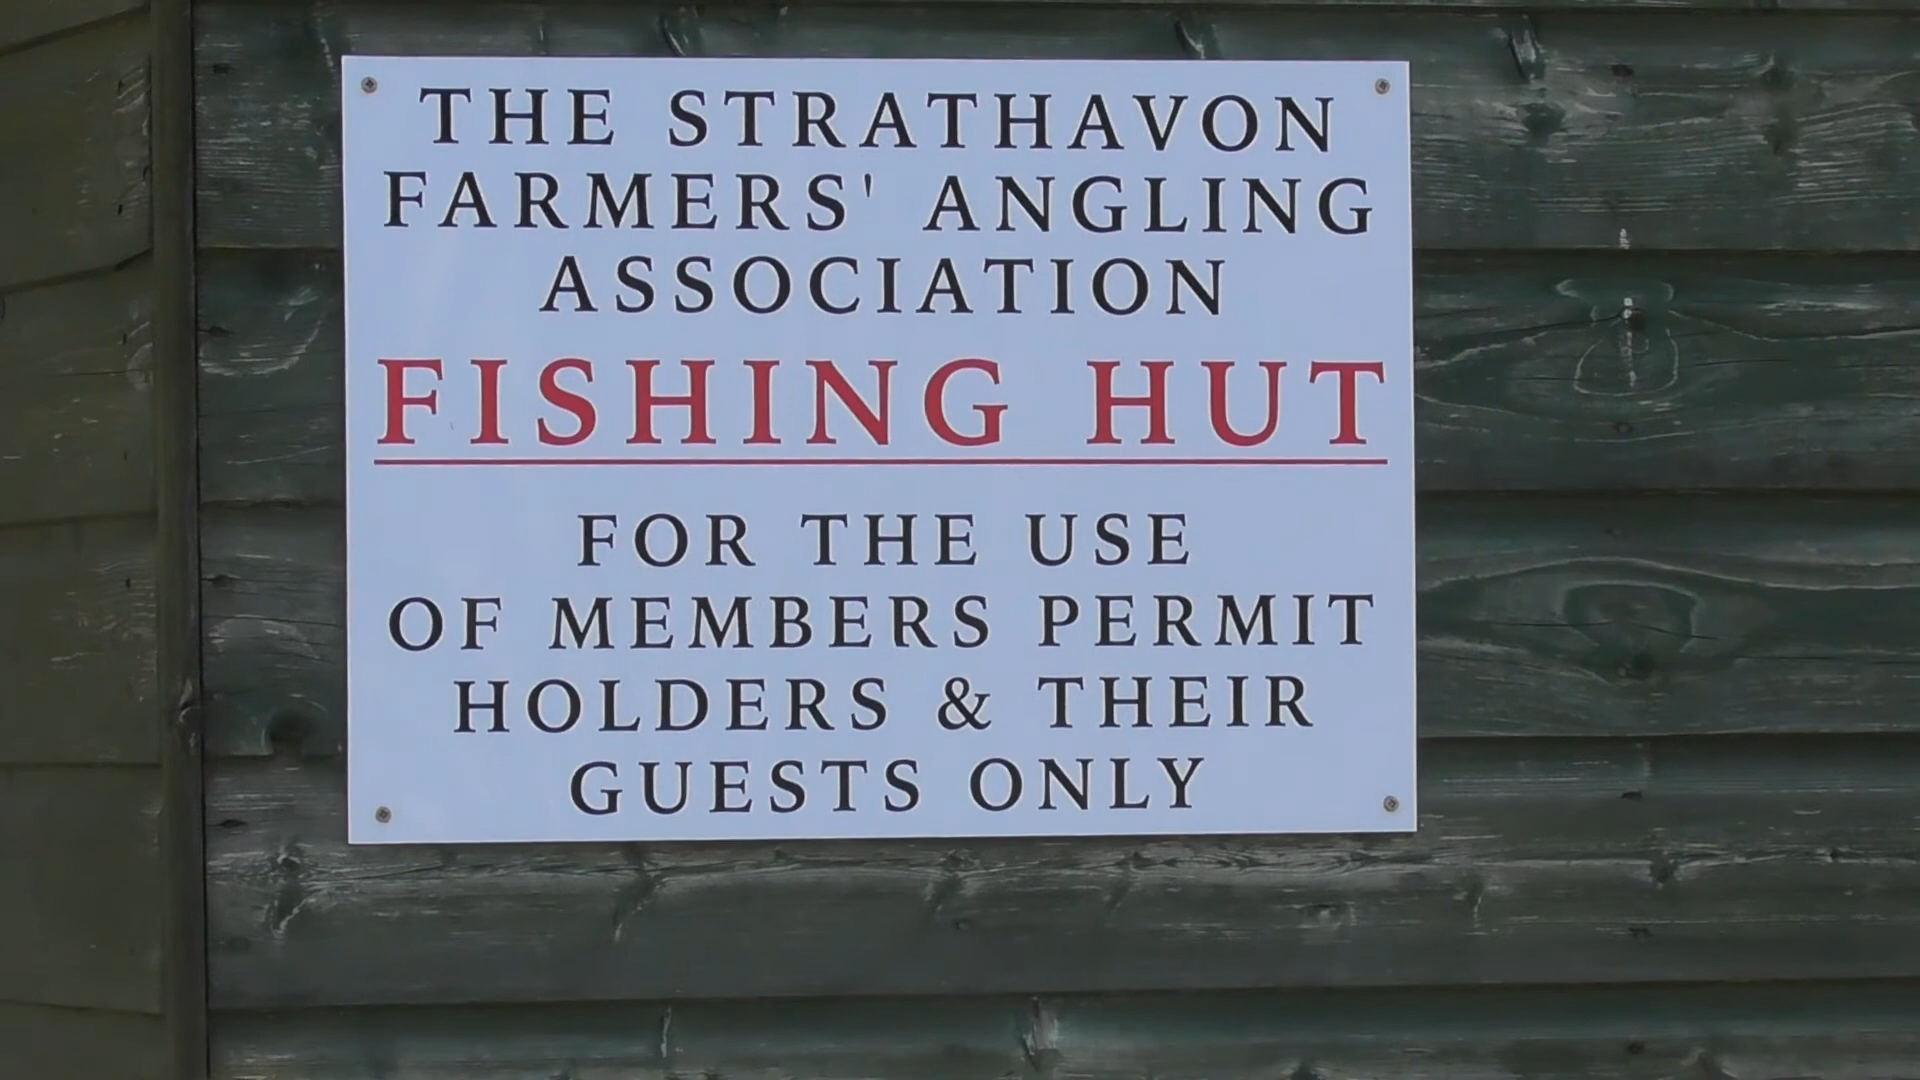 THE STRATHAVON
FARMERS' ANGLING
ASSOCIATION
FISHING HUT
FOR THE USE
OF MEMBERS PERMIT
HOLDERS & THEIR
GUESTS ONLY